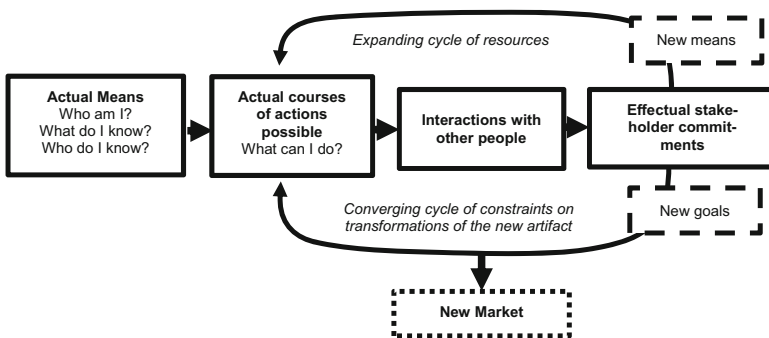 Expanding cycle of resources
New means
Actual Means
Who am I?
What do I know?
Who do I know?
Actual courses
of actions
possible
What can I do?
Interactions with
other people
Effectual stake-
holder commit-
ments
Converging cycle of constraints on
transformations of the new artifact
New goals
New Market